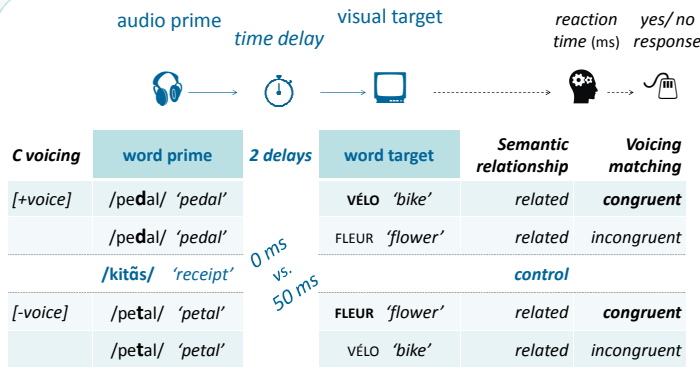 audio prime
time delay
visual target
reaction time (ms)
yes/ no response
C voicing word prime 2 delays word target Semantic relationship Voicing matching
[+voice] /pedal/ ‘pedal’ VÉLO ‘bike’ related congruent
/pedal/ ‘pedal’ FLEUR ‘flower’ related incongruent
/kitãs/ ‘receipt’ control
0 ms
vs.
50 ms
[-voice] /petal/ ‘petal’ FLEUR ‘flower’ related congruent
/petal/ ‘petal’ VÉLO ‘bike’ related incongruent